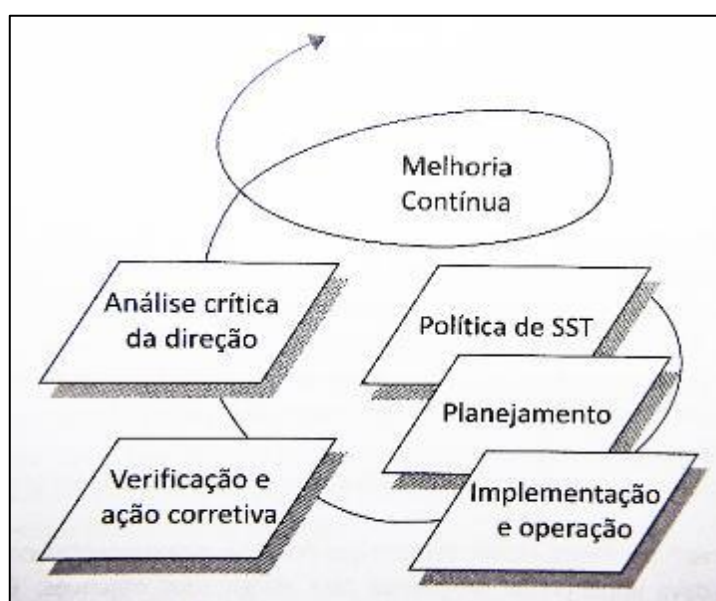 Melhoria
Contínua
Análise crítica
da direção
Política de SST
Planejamento
Implementação
e operação
Verificação e
ação corretiva